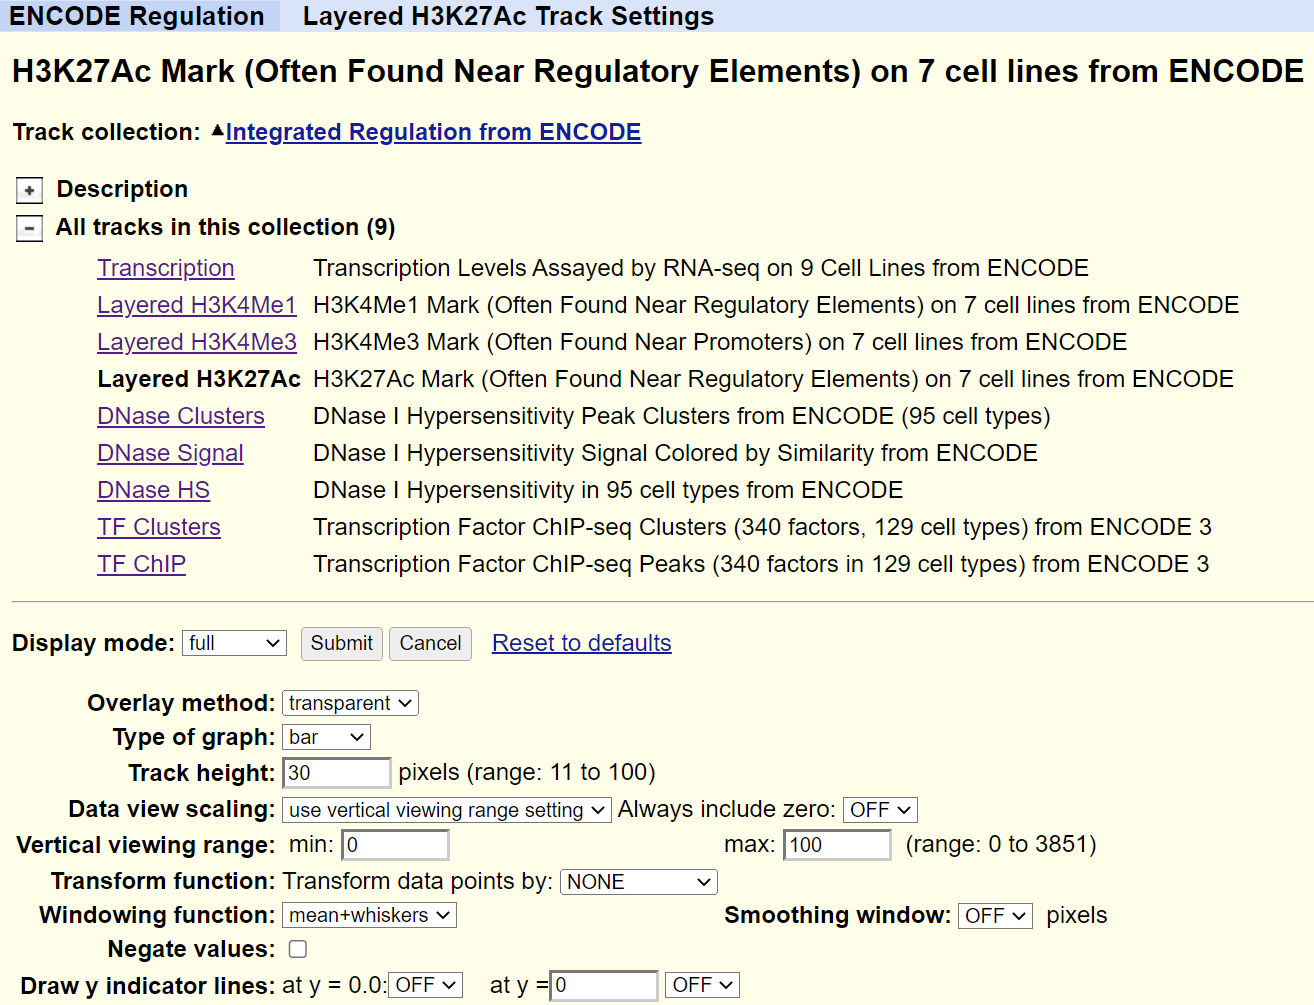 ENCODE Regulation Layered H3K27Ac Track Settings
H3K27Ac Mark (Often Found Near Regulatory Elements) on 7 cell lines from ENCODE
Track collection: Integrated Regulation from ENCODE
+ Description
- All tracks in this collection (9)
Transcription Transcription Levels Assayed by RNA-seq on 9 Cell Lines from ENCODE
Layered H3K4Me1 H3K4Me1 Mark (Often Found Near Regulatory Elements) on 7 cell lines from ENCODE
Layered H3K4Me3 H3K4Me3 Mark (Often Found Near Promoters) on 7 cell lines from ENCODE
Layered H3K27Ac H3K27Ac Mark (Often Found Near Regulatory Elements) on 7 cell lines from ENCODE
DNase Clusters DNase I Hypersensitivity Peak Clusters from ENCODE (95 cell types)
DNase Signal DNase I Hypersensitivity Signal Colored by Similarity from ENCODE
DNase HS DNase I Hypersensitivity in 95 cell types from ENCODE
TF Clusters Transcription Factor ChIP-seq Clusters (340 factors, 129 cell types) from ENCODE 3
TF ChIP Transcription Factor ChIP-seq Peaks (340 factors in 129 cell types) from ENCODE 3
Display mode: full Submit Cancel Reset to defaults
Overlay method: transparent
Type of graph: bar
Track height: 30 pixels (range: 11 to 100)
Data view scaling: use vertical viewing range setting Always include zero: OFF
Vertical viewing range: min: 0 max: 100 (range: 0 to 3851)
Transform function: Transform data points by: NONE
Windowing function: mean+whiskers Smoothing window: OFF pixels
Negate values:
Draw y indicator lines: at y = 0.0: OFF at y = 0 OFF